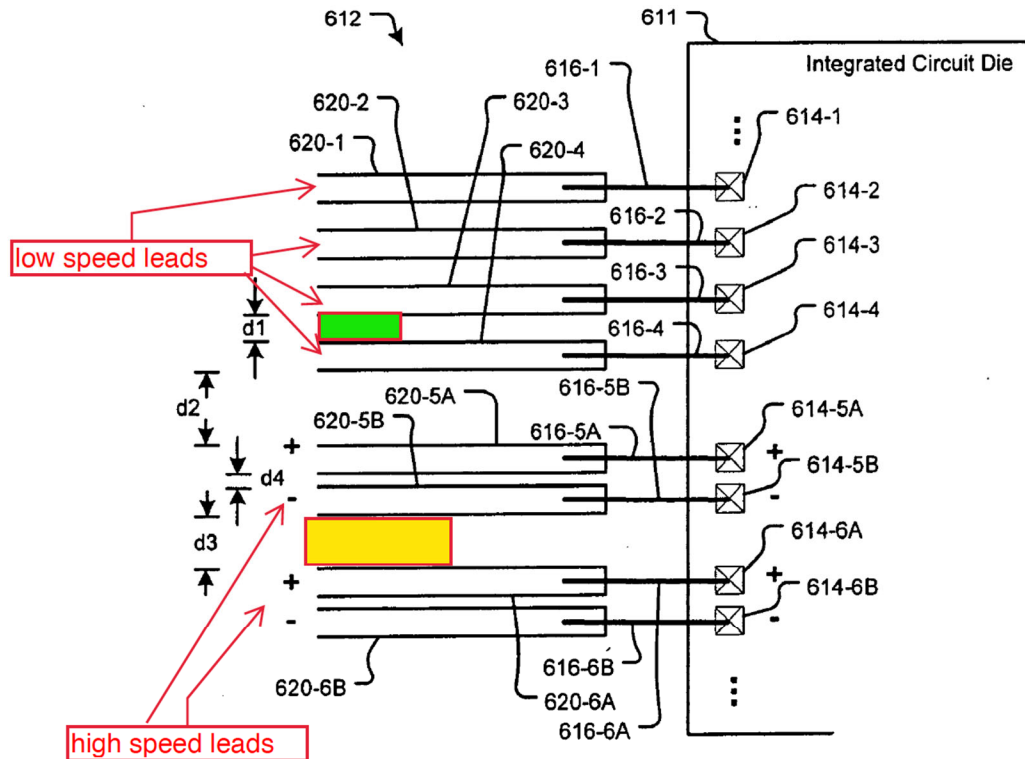 612
611
Integrated Circuit Die
616-1
620-2
620-3
614-1
620-1
620-4
614-2
616-2
low speed leads
614-3
616-3
d1
614-4
616-4
d2
620-5A
616-5B
620-5B
614-5A
+
616-5A
+
614-5B
d4
-
-
d3
614-6A
+
+
614-6B
-
-
616-6B
620-6B
620-6A
616-6A
high speed leads